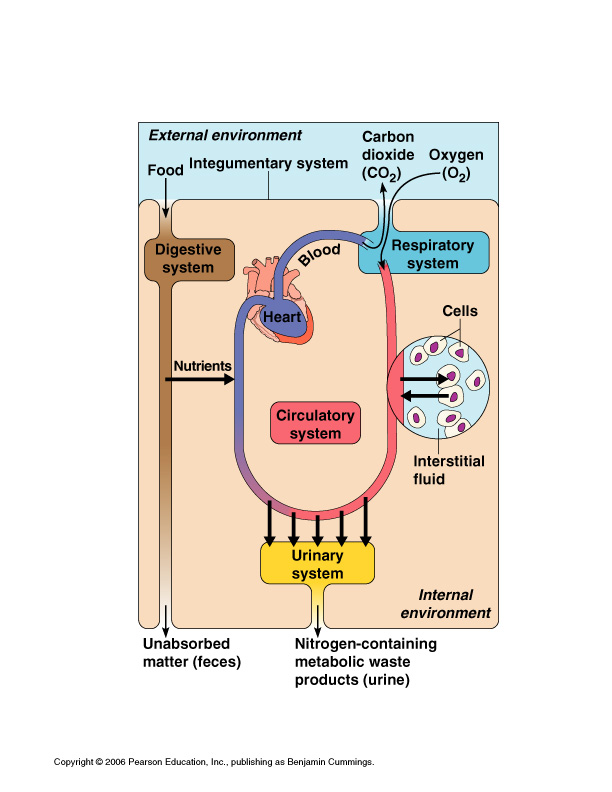 External environment
Carbon
dioxide
(CO2)
Oxygen
(O2)
Food
Integumentary system
Digestive
system
Blood
Respiratory
system
Heart
Cells
Nutrients
Circulatory
system
Interstitial
fluid
Urinary
system
Internal
environment
Unabsorbed
matter (feces)
Nitrogen-containing
metabolic waste
products (urine)
Copyright © 2006 Pearson Education, Inc., publishing as Benjamin Cummings.